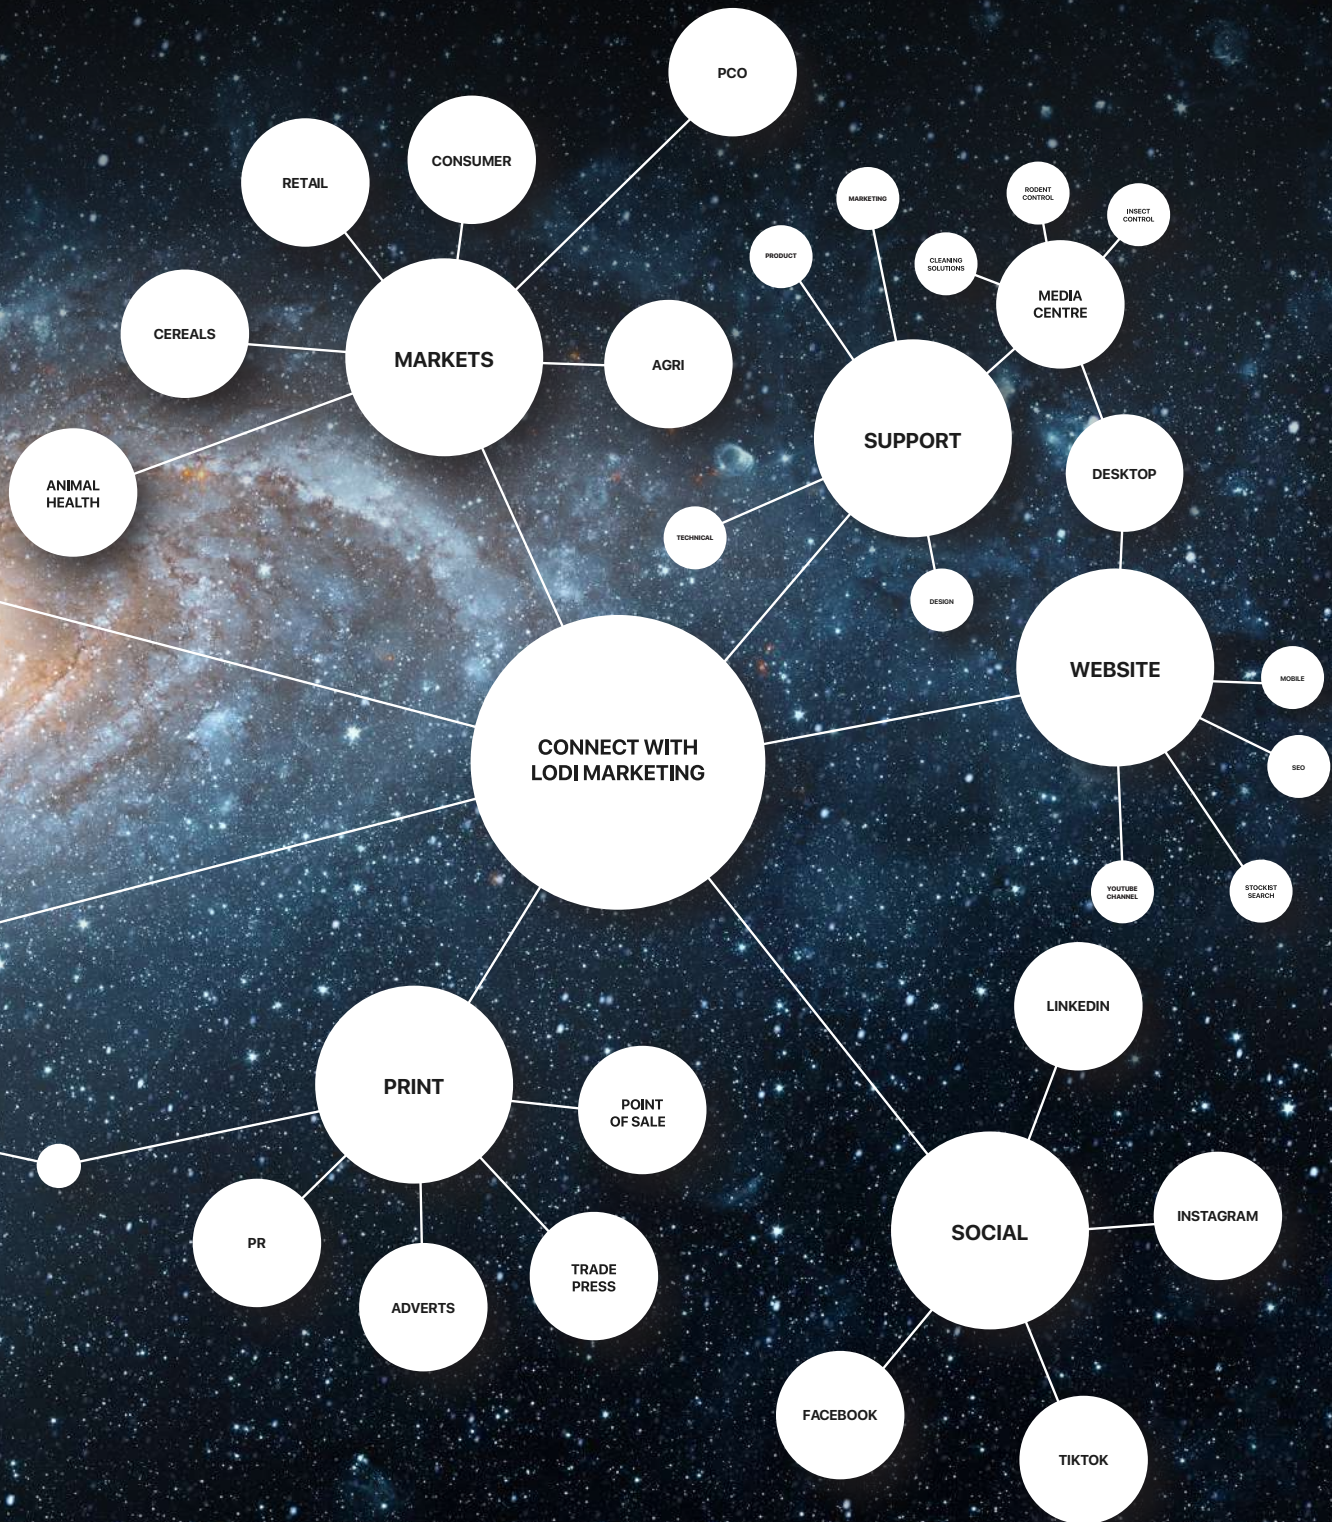 PCO
CONSUMER
RETAIL
CEREALS
MARKETS
AGRI
ANIMAL
HEALTH
MARKETING
PRODUCT
RODENT
CONTROL
INSECT
CONTROL
CLEANING
SOLUTIONS
MEDIA
CENTRE
SUPPORT
DESKTOP
TECHNICAL
DESIGN
WEBSITE
MOBILE
SEO
YOUTUBE
CHANNEL
STOCKIST
SEARCH
CONNECT WITH
LODI MARKETING
PRINT
POINT
OF SALE
PR
ADVERTS
TRADE
PRESS
LINKEDIN
SOCIAL
INSTAGRAM
FACEBOOK
TIKTOK